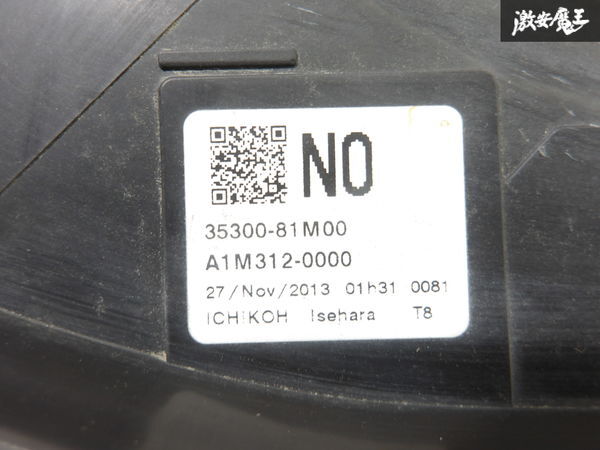 激安魔王
NO
35300-81M00
A1M312-0000
27/Nov/2013 01h31 0081
ICHIKOH Isehara T8